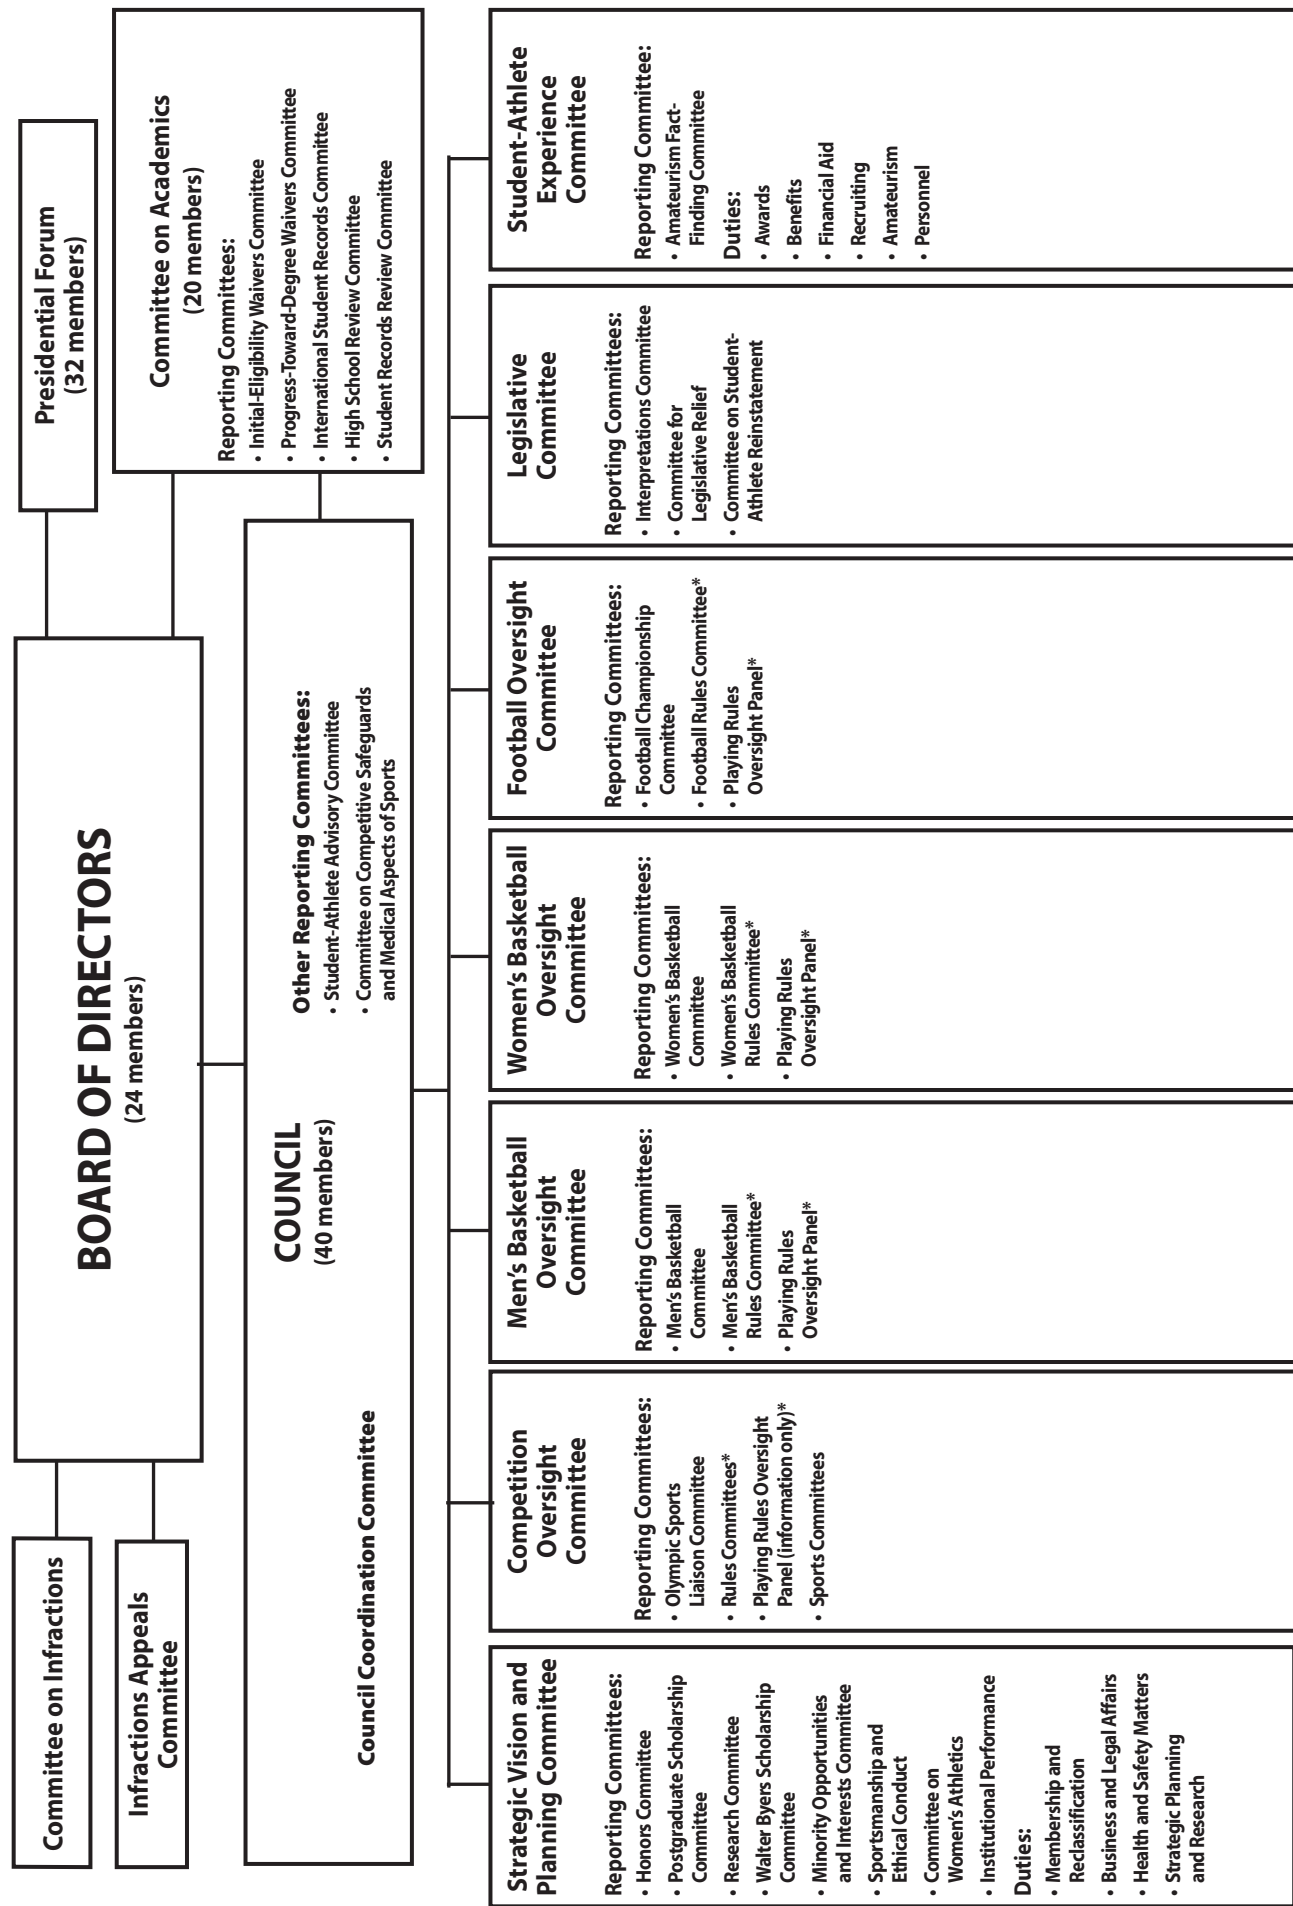 Committee on Infractions
Infractions Appeals
Committee
BOARD OF DIRECTORS
(24 members)
Presidential Forum
(32 members)
Committee on Academics
(20 members)
Reporting Committees:
• Initial-Eligibility Waivers Committee
• Progress-Toward-Degree Waivers Committee
• International Student Records Committee
• High School Review Committee
• Student Records Review Committee
COUNCIL
(40 members)
Council Coordination Committee
Other Reporting Committees:
• Student-Athlete Advisory Committee
• Committee on Competitive Safeguards
and Medical Aspects of Sports
Strategic Vision and
Planning Committee
Reporting Committees:
• Honors Committee
• Postgraduate Scholarship
Committee
• Research Committee
• Walter Byers Scholarship
Committee
• Minority Opportunities
and Interests Committee
• Sportsmanship and
Ethical Conduct
• Committee on
Women's Athletics
• Institutional Performance
Duties:
• Membership and
Reclassification
• Business and Legal Affairs
• Health and Safety Matters
• Strategic Planning
and Research
Competition
Oversight
Committee
Reporting Committees:
• Olympic Sports
Liaison Committee
• Rules Committees*
• Playing Rules Oversight
Panel (information only)*
• Sports Committees
Men's Basketball
Oversight
Committee
Reporting Committees:
• Men's Basketball
Committee
• Men's Basketball
Rules Committee*
• Playing Rules
Oversight Panel*
Women's Basketball
Oversight
Committee
Reporting Committees:
• Women's Basketball
Committee
• Women's Basketball
Rules Committee*
• Playing Rules
Oversight Panel*
Football Oversight
Committee
Reporting Committees:
• Football Championship
Committee
• Football Rules Committee*
• Playing Rules
Oversight Panel*
Legislative
Committee
Reporting Committees:
• Interpretations Committee
• Committee for
Legislative Relief
• Committee on Student-
Athlete Reinstatement
Student-Athlete
Experience
Committee
Reporting Committee:
• Amateurism Fact-
Finding Committee
Duties:
• Awards
• Benefits
• Financial Aid
• Recruiting
• Amateurism
• Personnel